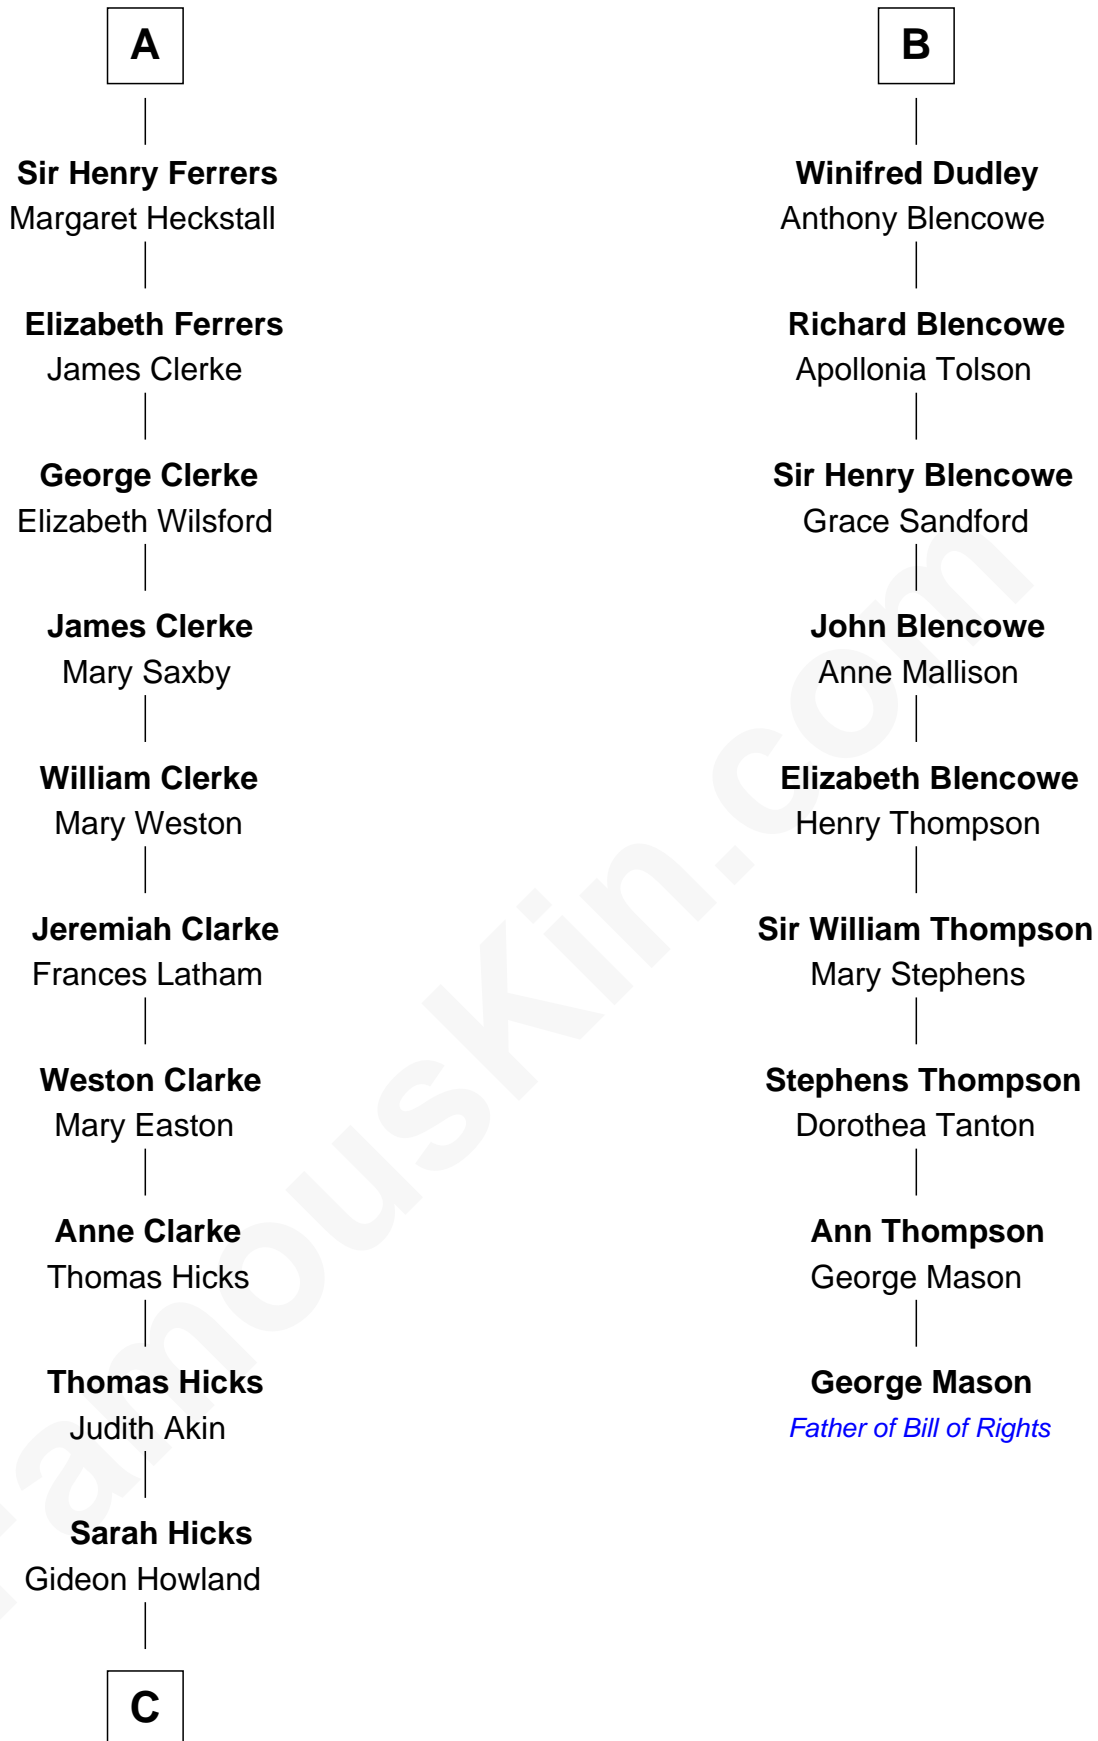 A
Sir Henry Ferrers
Margaret Heckstall
Elizabeth Ferrers
James Clerke
George Clerke
Elizabeth Wilsford
James Clerke
Mary Saxby
William Clerke
Mary Weston
Jeremiah Clarke
Frances Latham
Weston Clarke
Mary Easton
Anne Clarke
Thomas Hicks
Thomas Hicks
Judith Akin
Sarah Hicks
Gideon Howland
C
B
Winifred Dudley
Anthony Blencowe
Richard Blencowe
Apollonia Tolson
Sir Henry Blencowe
Grace Sandford
John Blencowe
Anne Mallison
Elizabeth Blencowe
Henry Thompson
Sir William Thompson
Mary Stephens
Stephens Thompson
Dorothea Tanton
Ann Thompson
George Mason
George Mason
Father of Bill of Rights
FamousKin.com